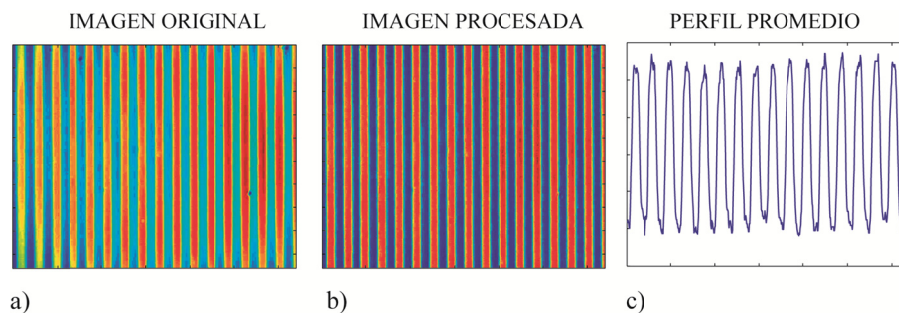 IMAGEN ORIGINAL
IMAGEN PROCESADA
PERFIL PROMEDIO
a)
b)
c)